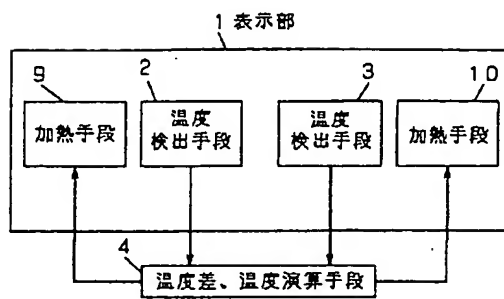 1 表示部
9
2
3
10
加熱手段
温度
検出手段
温度
検出手段
加熱手段
4
温度差、温度演算手段